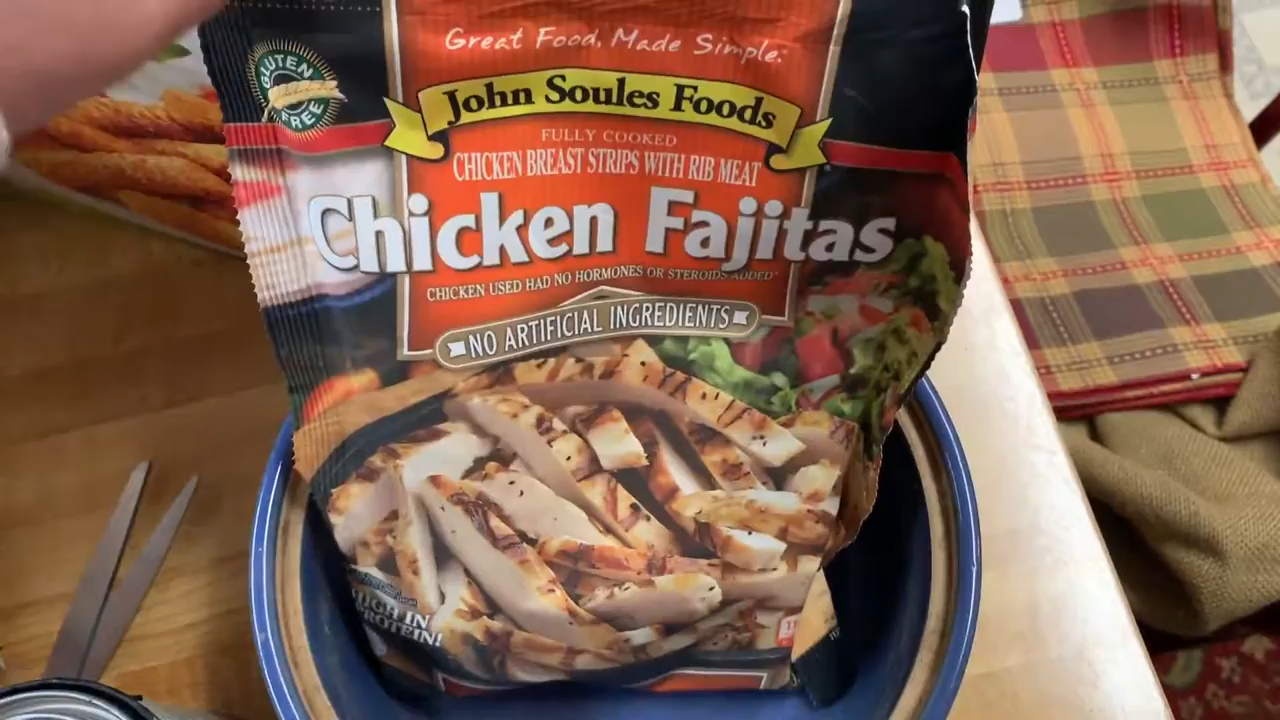 Great Food, Made Simple.
GLUTEN FREE
John Soules Foods
FULLY COOKED
CHICKEN BREAST STRIPS WITH RIB MEAT
Chicken Fajitas
CHICKEN USED HAD NO HORMONES OR STEROIDS ADDED*
NO ARTIFICIAL INGREDIENTS
HIGH IN
PROTEIN!